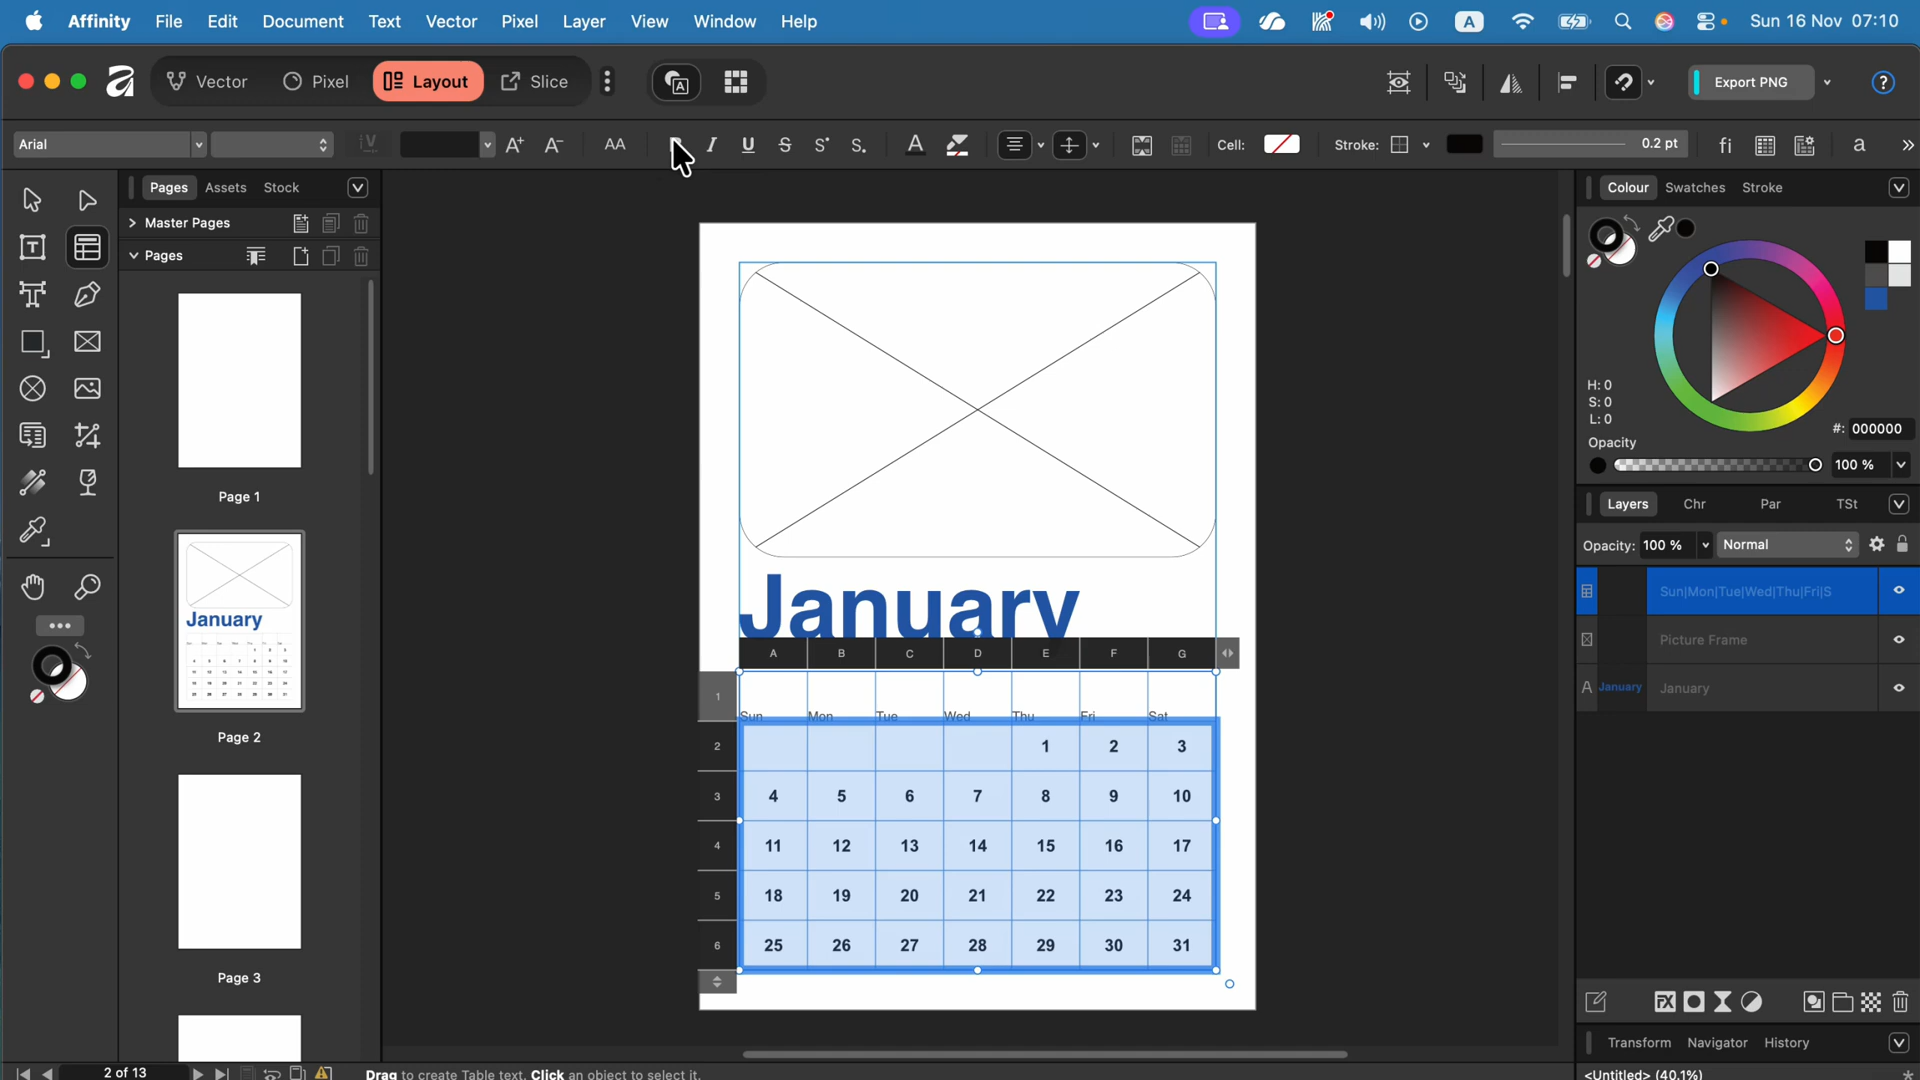 Affinity File Edit Document Text Vector Pixel Layer View Window Help A Sun 16 Nov 07:10
Vector Pixel Layout Slice Export PNG
Arial AA Cell: Stroke: 0.2 pt fi a
Pages Assets Stock
Master Pages
Pages
Page 1
Page 2
Page 3
January
A B C D E F G
1 Sun Mon Tue Wed Thu Fri Sat
2 1 2 3
3 4 5 6 7 8 9 10
4 11 12 13 14 15 16 17
5 18 19 20 21 22 23 24
6 25 26 27 28 29 30 31
Colour Swatches Stroke
H: 0
S: 0
L: 0
#: 000000
Opacity
100 %
Layers Chr Par TSt
Opacity: 100 % Normal
Sun|Mon|Tue|Wed|Thu|Fri|S
Picture Frame
January January
Transform Navigator History
<Untitled> (40.1%)
2 of 13 Drag to create Table text. Click an object to select it.